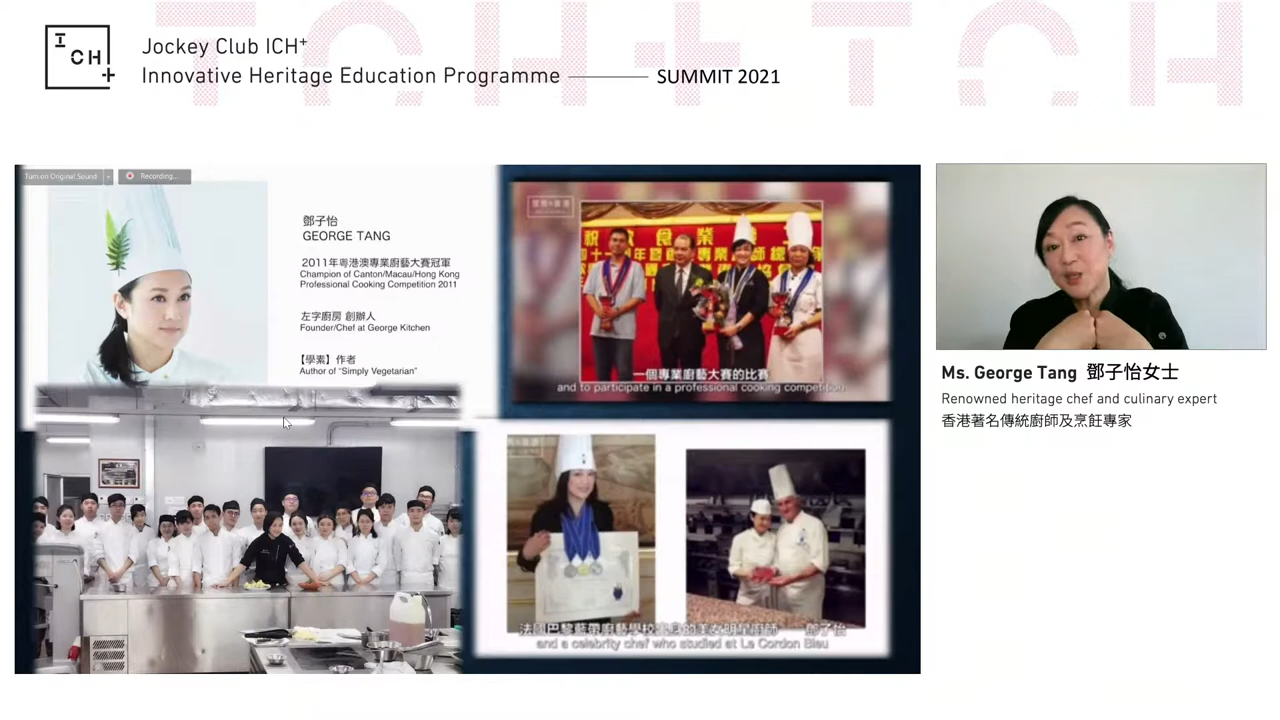 I
CH
+
Jockey Club ICH⁺
Innovative Heritage Education Programme
SUMMIT 2021
ICH+ICH
Turn on Original Sound
Recording...
鄧子怡
GEORGE TANG
2011年粵港澳專業廚藝大賽冠軍
Champion of Canton/Macau/Hong Kong
Professional Cooking Competition 2011
左字廚房 創辦人
Founder/Chef at George Kitchen
【學素】作者
Author of "Simply Vegetarian"
一個專業廚藝大賽的比賽
and to participate in a professional cooking competition
and a celebrity chef who studied at Le Cordon Bleu
Ms. George Tang 鄧子怡女士
Renowned heritage chef and culinary expert
香港著名傳統廚師及烹飪專家